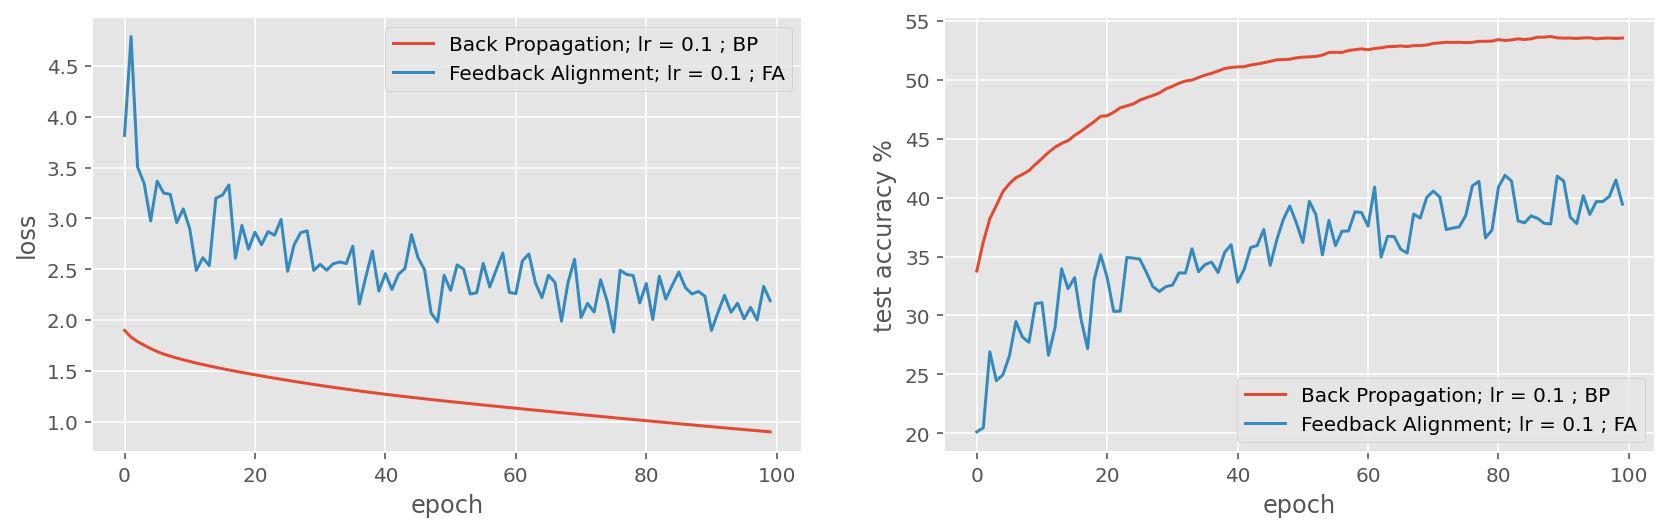 Back Propagation; lr = 0.1 ; BP
Feedback Alignment; lr = 0.1 ; FA
4.5
4.0
3.5
3.0
2.5
2.0
1.5
1.0
loss
0 20 40 60 80 100
epoch
55
50
45
40
35
30
25
20
test accuracy %
Back Propagation; lr = 0.1 ; BP
Feedback Alignment; lr = 0.1 ; FA
0 20 40 60 80 100
epoch